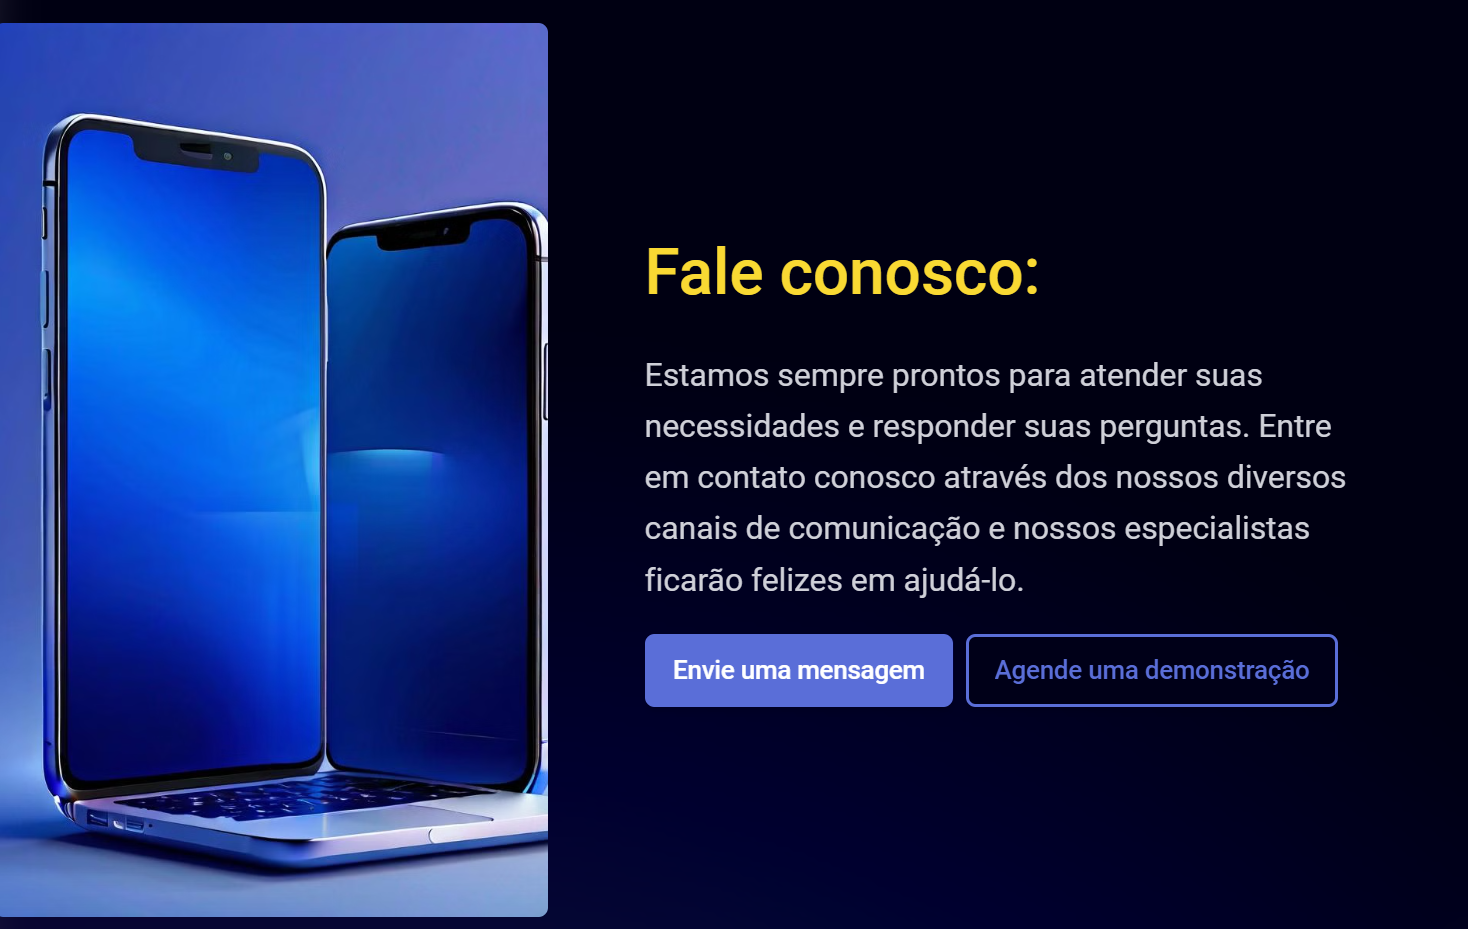 Fale conosco:
Estamos sempre prontos para atender suas
necessidades e responder suas perguntas. Entre
em contato conosco através dos nossos diversos
canais de comunicação e nossos especialistas
ficarão felizes em ajudá-lo.
Envie uma mensagem
Agende uma demonstração